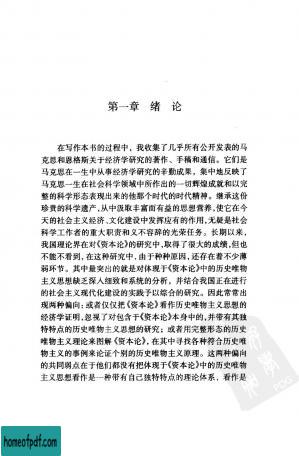 第一章 绪 论
在写作本书的过程中，我收集了几乎所有公开发表的马
克思和恩格斯关于经济学研究的著作、手稿和通信。它们是
马克思在一生中从事经济学研究的辛勤成果，集中地反映了
马克思一生在社会科学领域中所作出的一切辉煌成就和以完
整的科学形态表现出来的他那个时代的时代精神。继承这份
珍贵的科学遗产，从中汲取丰富而有益的思想营养，使它在今
天的社会主义经济、文化建设中发挥应有的作用，无疑是社会
科学工作者的重大职责和义不容辞的光荣任务。长期以来，
我国理论界在对《资本论》的研究中，取得了很大的成绩，但也
不能不看到，在这种研究中，由于种种原因，还存在着不少薄
弱环节。其中最突出的就是对体现于《资本论》中的历史唯物
主义思想缺乏深入细致和系统的分析，并结合我国正在进行
的社会主义现代化建设的实践予以综合的研究。因此常常出
现两种偏向：或者仅仅把《资本论》看作历史唯物主义思想的
经济学证明，忽视了对包含于《资本论》本身中的，并带有其独
特特点的历史唯物主义思想的研究；或者用完整形态的历史
唯物主义理论来图解《资本论》，在其中寻找各种符合历史唯
物主义的事例来论证个别的历史唯物主义原理。这两种偏向
的共同弱点在于他们都没有把体现于《资本论》中的历史唯物
主义思想看作是一种带有自己独特特点的理论体系，看作是
homeofpdf.com
PDG
homeofpdf.com